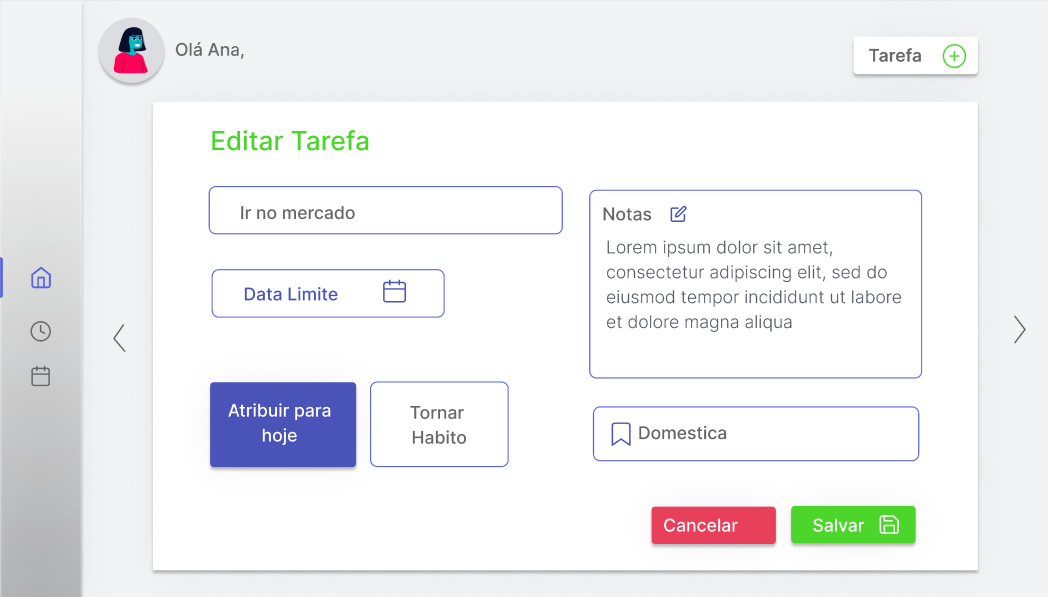 Olá Ana,
Tarefa
Editar Tarefa
Ir no mercado
Data Limite
Atribuir para
hoje
Tornar
Habito
Notas
Lorem ipsum dolor sit amet,
consectetur adipiscing elit, sed do
eiusmod tempor incididunt ut labore
et dolore magna aliqua
Domestica
Cancelar
Salvar